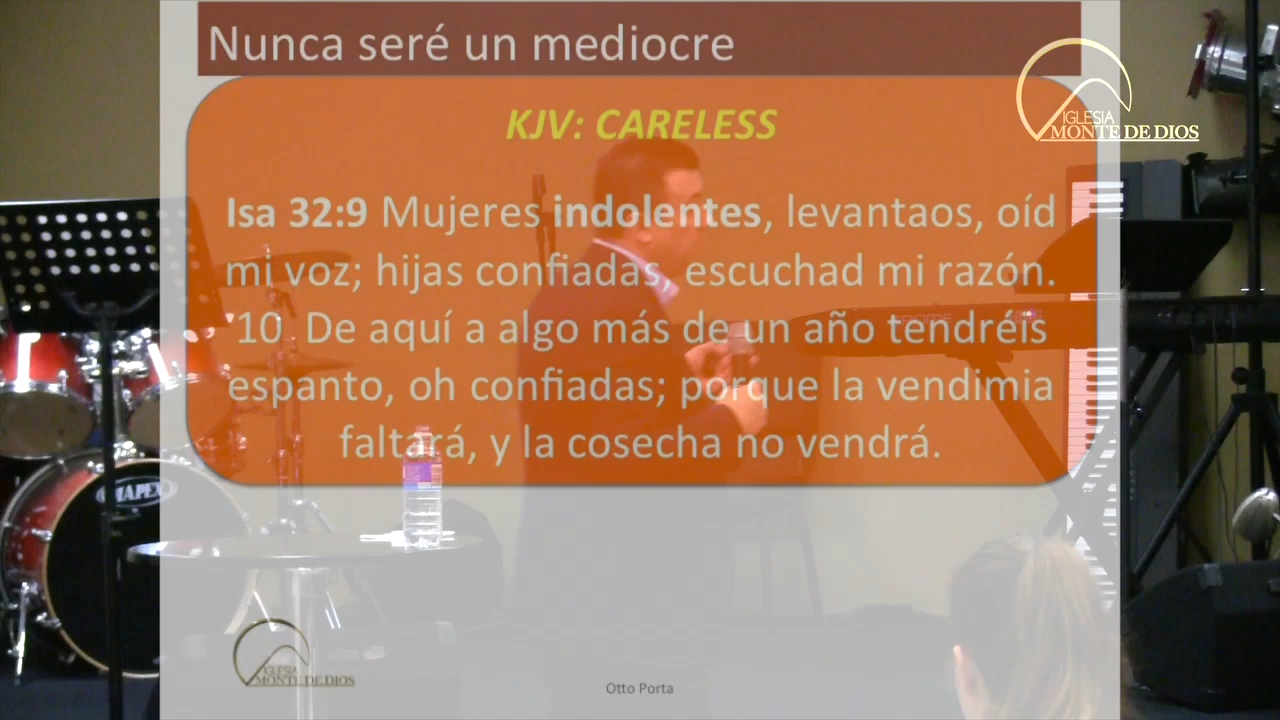 Nunca seré un mediocre
IGLESIA
MONTE DE DIOS
KJV: CARELESS
Isa 32:9 Mujeres indolentes, levantaos, oíd
mi voz; hijas confiadas, escuchad mi razón.
10 De aquí a algo más de un año tendréis
espanto, oh confiadas; porque la vendimia
faltará, y la cosecha no vendrá.
MAPEX
IGLESIA
MONTE DE DIOS
Otto Porta